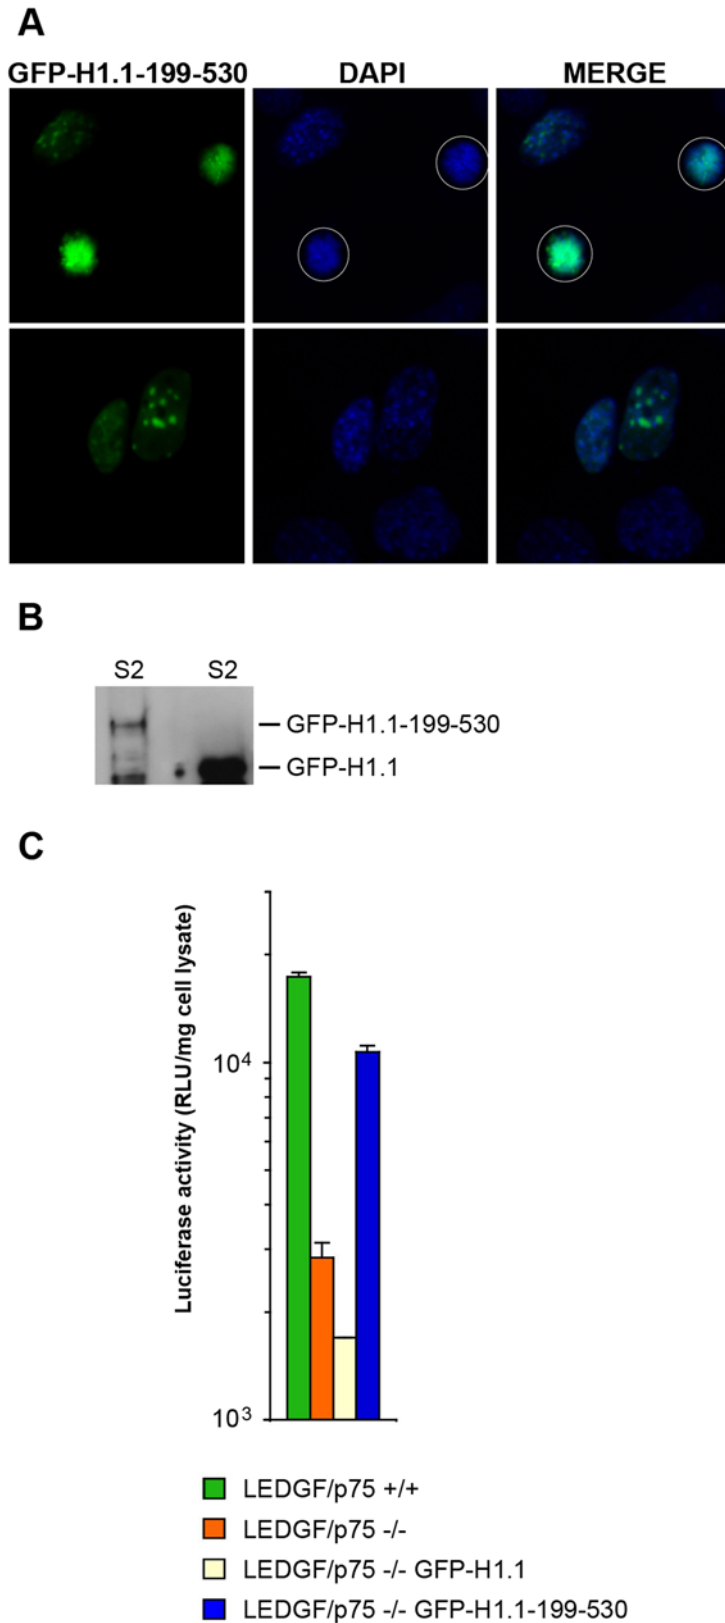 A
GFP-H1.1-199-530 DAPI MERGE
B
S2 S2
GFP-H1.1-199-530
GFP-H1.1
C
Luciferase activity (RLU/mg cell lysate)
10⁴
10³
LEDGF/p75 +/+
LEDGF/p75 -/-
LEDGF/p75 -/- GFP-H1.1
LEDGF/p75 -/- GFP-H1.1-199-530